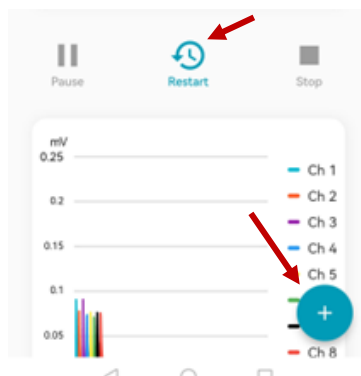 Pause Restart Stop
mV
0.25
Ch 1
0.2
Ch 2
Ch 3
0.15
Ch 4
Ch 5
0.1
+
0.05
Ch 8